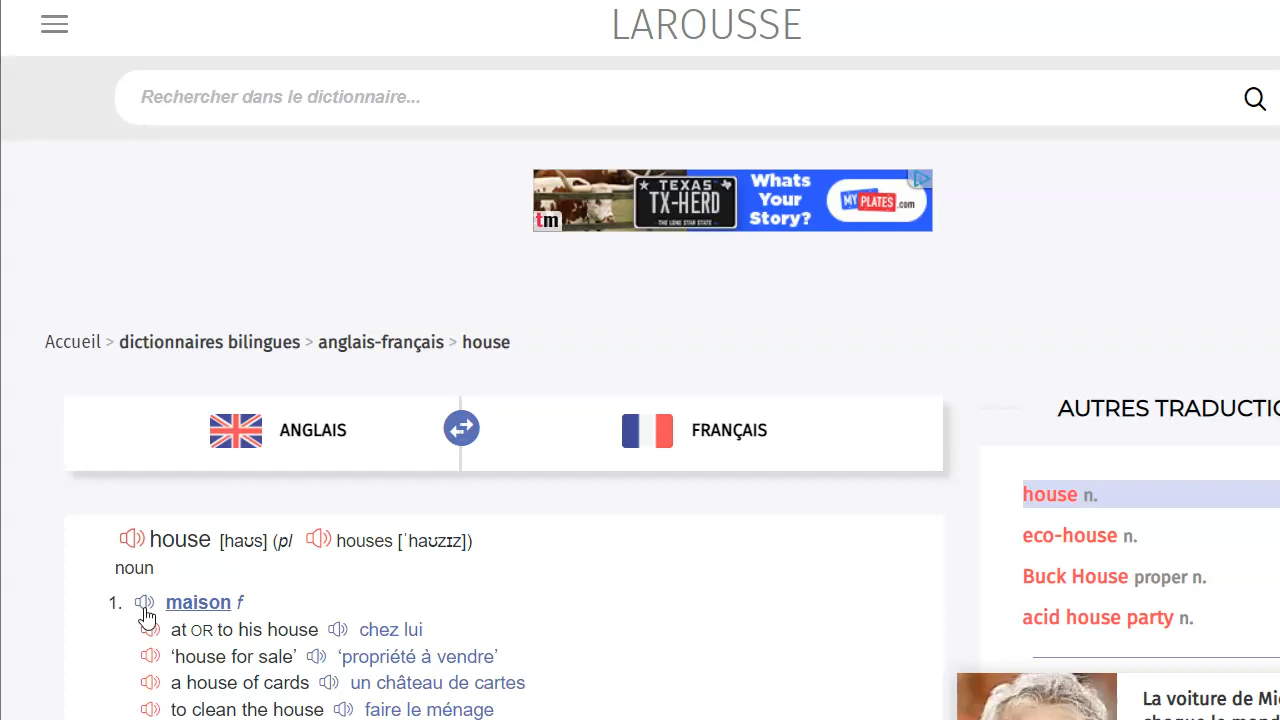 LAROUSSE
Rechercher dans le dictionnaire...
TEXAS
TX-HERD
THE LONE STAR STATE
tm
Whats
Your
Story?
MY PLATES .com
Accueil > dictionnaires bilingues > anglais-français > house
ANGLAIS
FRANÇAIS
house [haʊs] (pl houses [ˈhaʊzɪz])
noun
1. maison f
at OR to his house chez lui
‘house for sale’ ‘propriété à vendre’
a house of cards un château de cartes
to clean the house faire le ménage
AUTRES TRADUCTIO
house n.
eco-house n.
Buck House proper n.
acid house party n.
La voiture de Mi